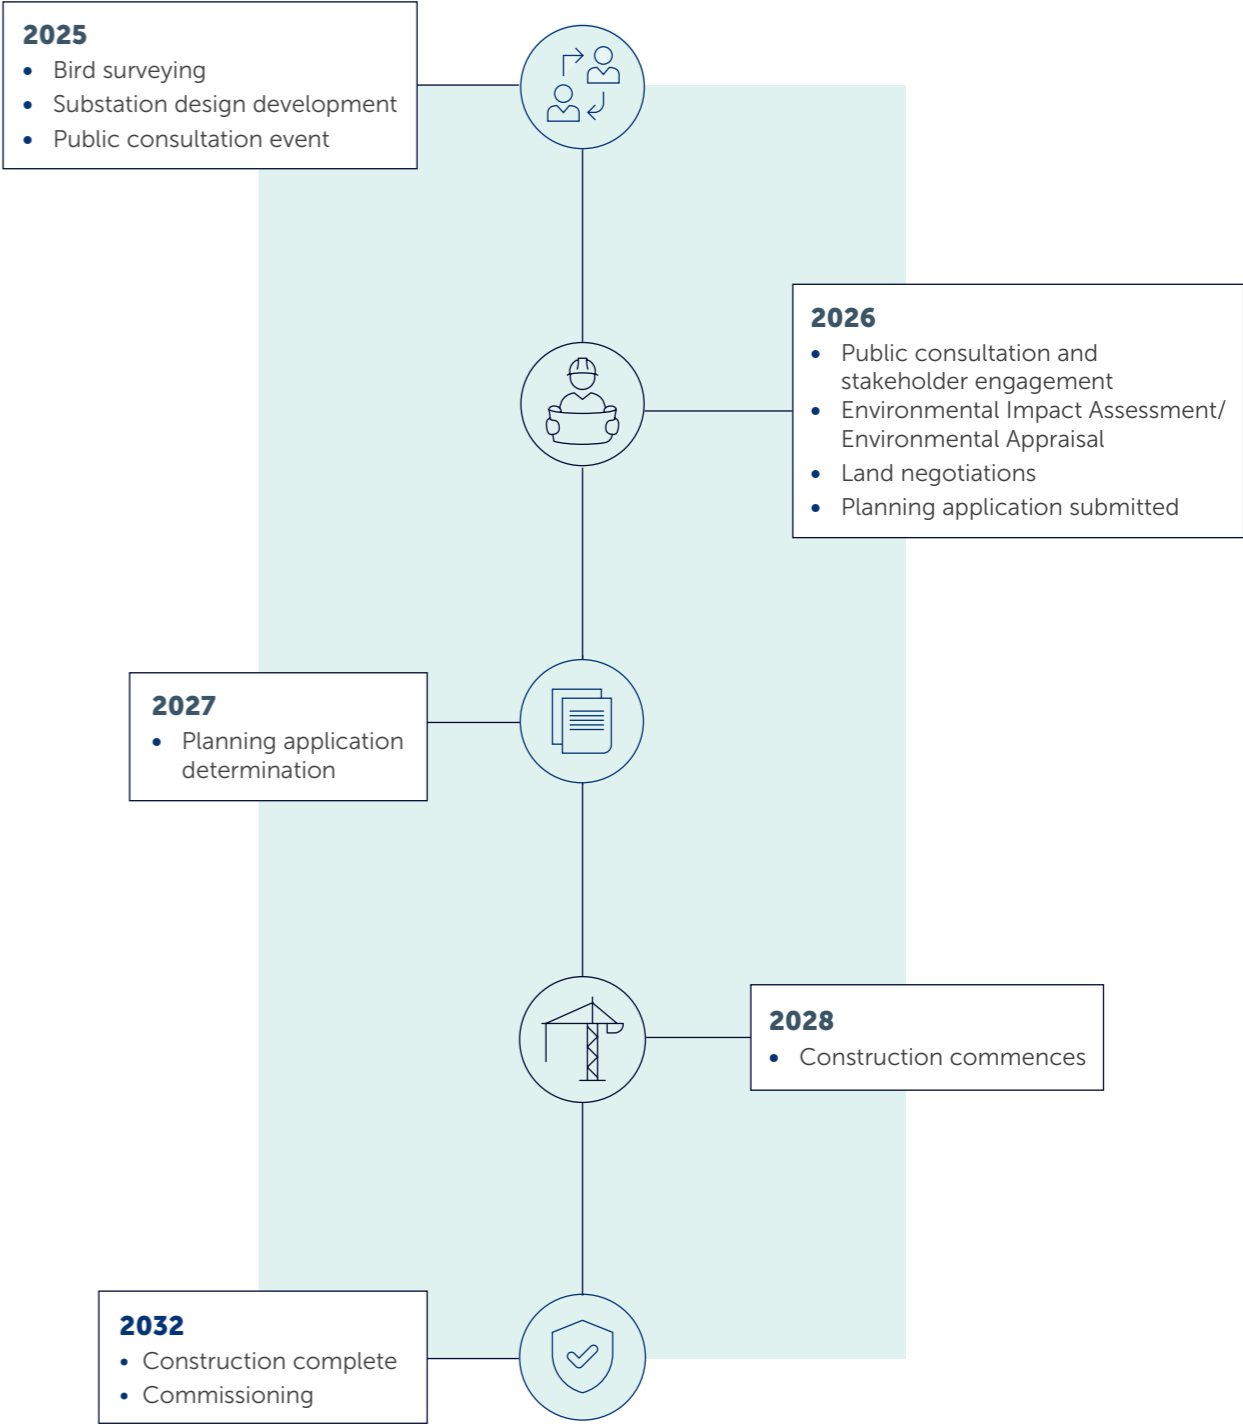 2025
• Bird surveying
• Substation design development
• Public consultation event
2026
• Public consultation and
stakeholder engagement
• Environmental Impact Assessment/
Environmental Appraisal
• Land negotiations
• Planning application submitted
2027
• Planning application
determination
2028
• Construction commences
2032
• Construction complete
• Commissioning